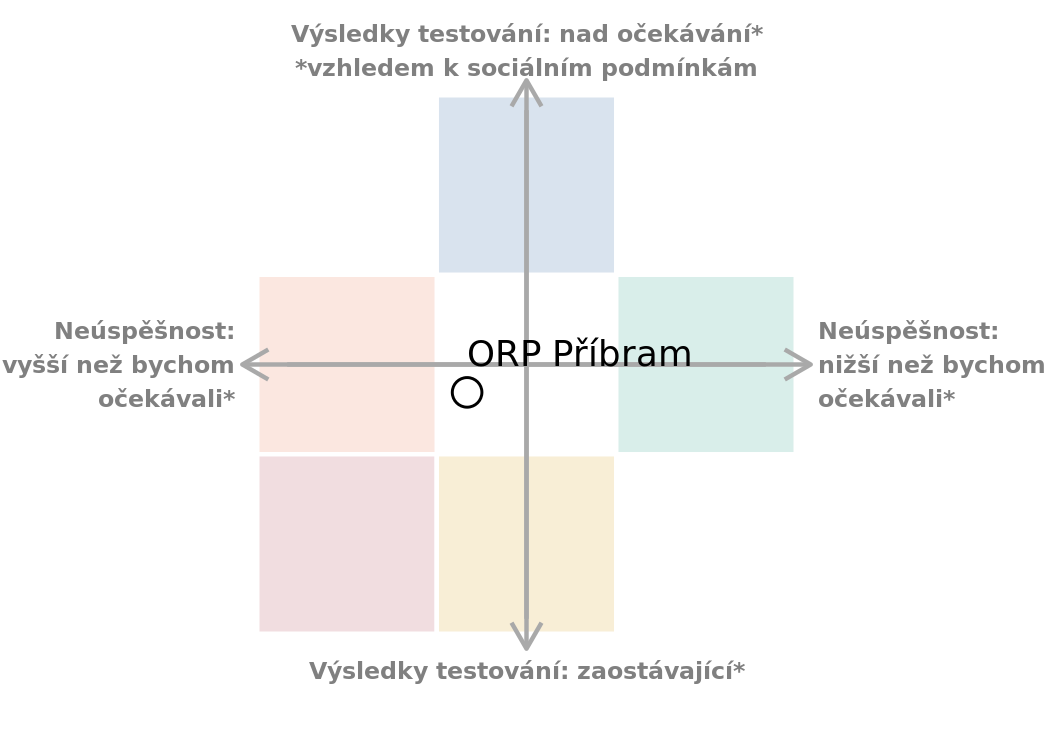 Výsledky testování: nad očekávání*
*vzhledem k sociálním podmínkám
ORP Příbram
Neúspěšnost:
vyšší než bychom
očekávali*
Neúspěšnost:
nižší než bychom
očekávali*
Výsledky testování: zaostávající*